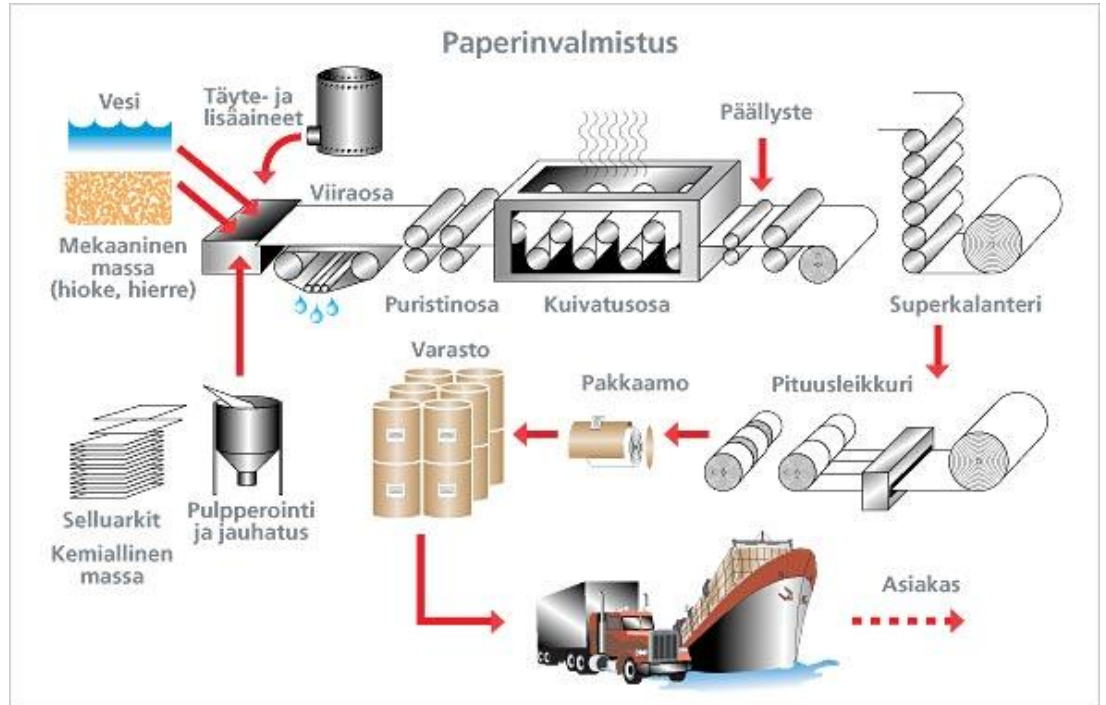 Paperinvalmistus
Vesi
Täyte- ja
lisäaineet
Päällyste
Viiraosa
Mekaaninen
massa
(hioke, hierre)
Puristinosa
Kuivatusosa
Superkalanteri
Varasto
Pakkaamo
Pituusleikkuri
Selluarkit
Kemiallinen
massa
Pulpperointi
ja jauhatus
Asiakas